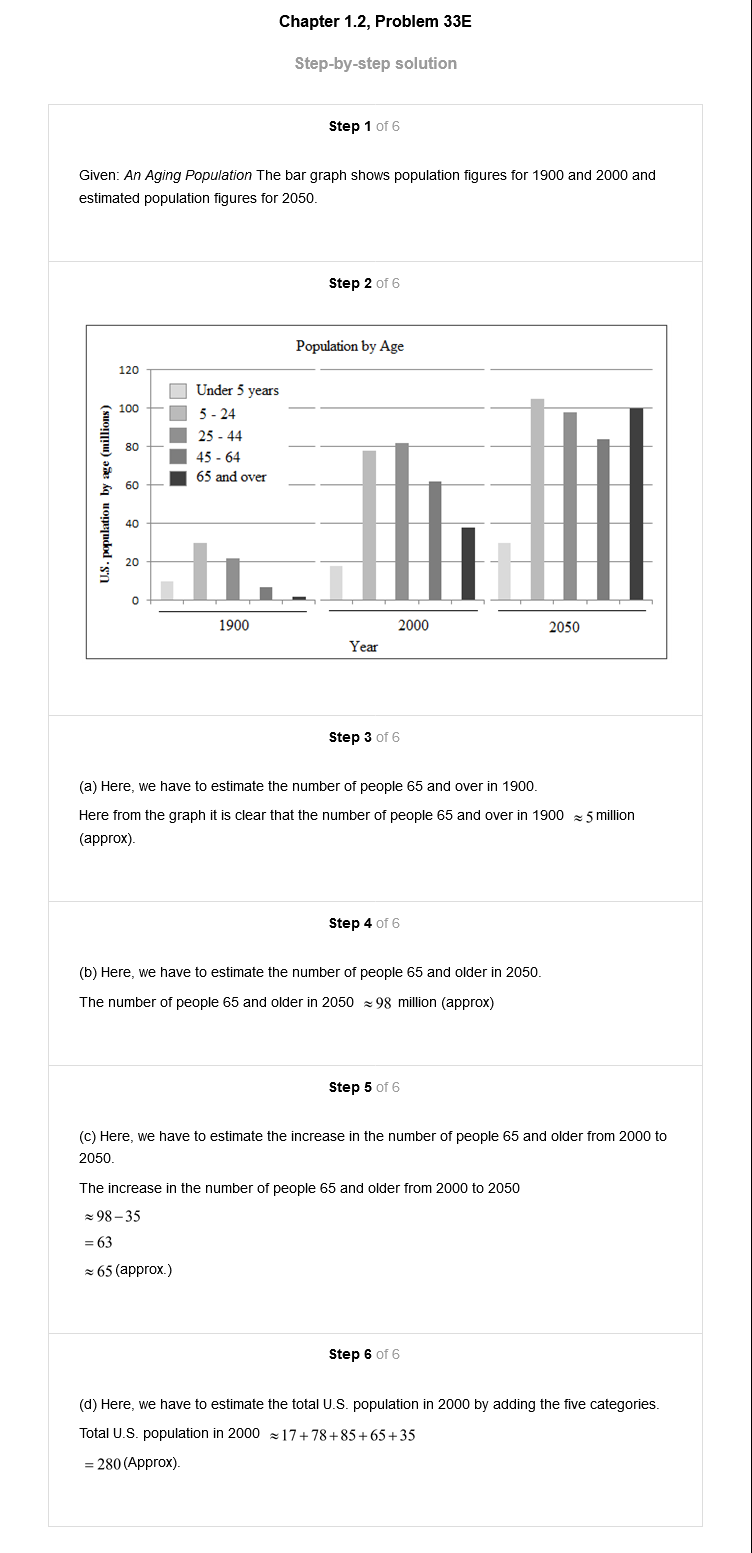 Chapter 1.2, Problem 33E
Step-by-step solution
Step 1 of 6
Given: An Aging Population The bar graph shows population figures for 1900 and 2000 and
estimated population figures for 2050.
Step 2 of 6
Population by Age
120
100
80
60
40
20
0
U.S. population by age (millions)
Under 5 years
5 - 24
25 - 44
45 - 64
65 and over
1900
2000
2050
Year
Step 3 of 6
(a) Here, we have to estimate the number of people 65 and over in 1900.
Here from the graph it is clear that the number of people 65 and over in 1900 ≈ 5 million
(approx).
Step 4 of 6
(b) Here, we have to estimate the number of people 65 and older in 2050.
The number of people 65 and older in 2050 ≈ 98 million (approx)
Step 5 of 6
(c) Here, we have to estimate the increase in the number of people 65 and older from 2000 to
2050.
The increase in the number of people 65 and older from 2000 to 2050
≈ 98 − 35
= 63
≈ 65 (approx.)
Step 6 of 6
(d) Here, we have to estimate the total U.S. population in 2000 by adding the five categories.
Total U.S. population in 2000 ≈ 17 + 78 + 85 + 65 + 35
= 280 (Approx).